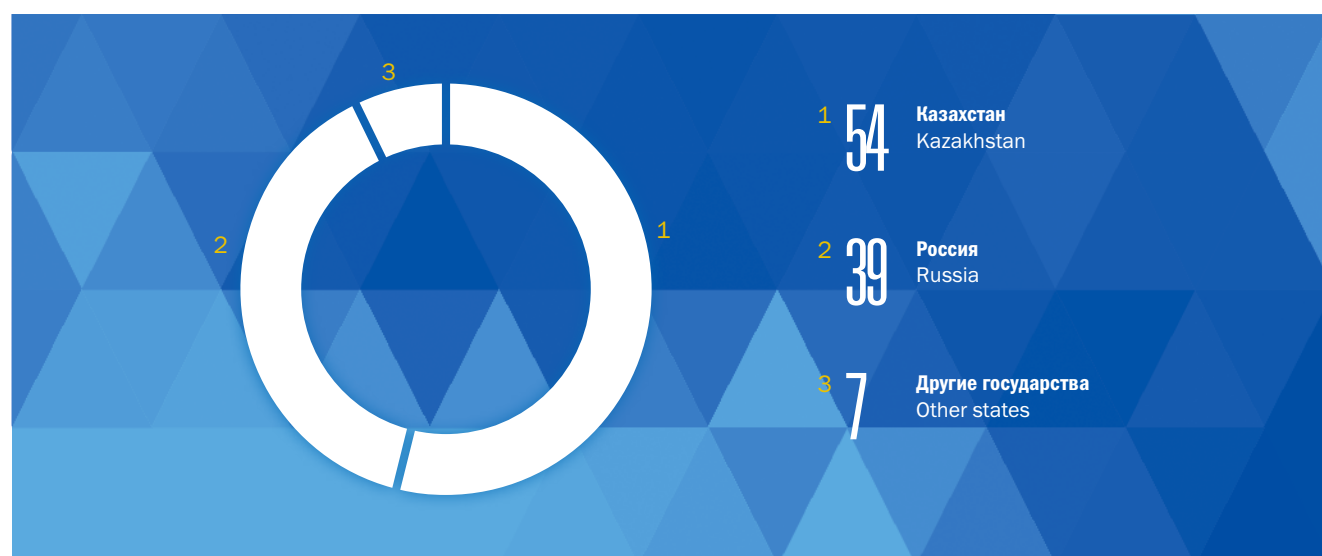 3
2
1
1 54 Казахстан
Kazakhstan
2 39 Россия
Russia
3 7 Другие государства
Other states